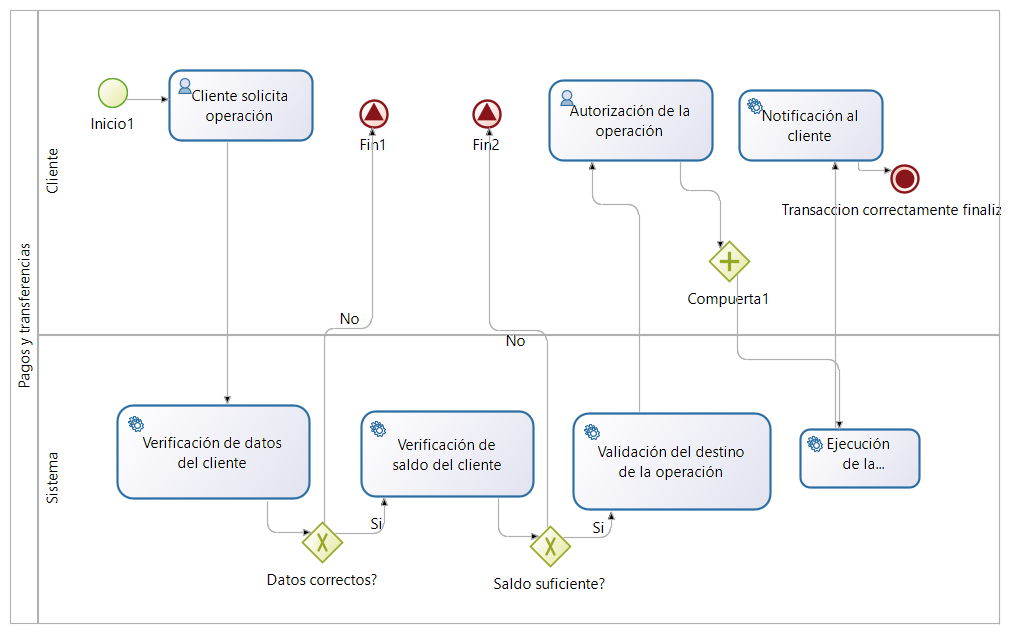 Pagos y transferencias
Cliente
Inicio1
Cliente solicita
operación
Fin1
Fin2
Autorización de la
operación
Notificación al
cliente
Transaccion correctamente finaliz
Compuerta1
No
No
Sistema
Verificación de datos
del cliente
Datos correctos?
Si
Verificación de
saldo del cliente
Saldo suficiente?
Si
Validación del destino
de la operación
Ejecución
de la...